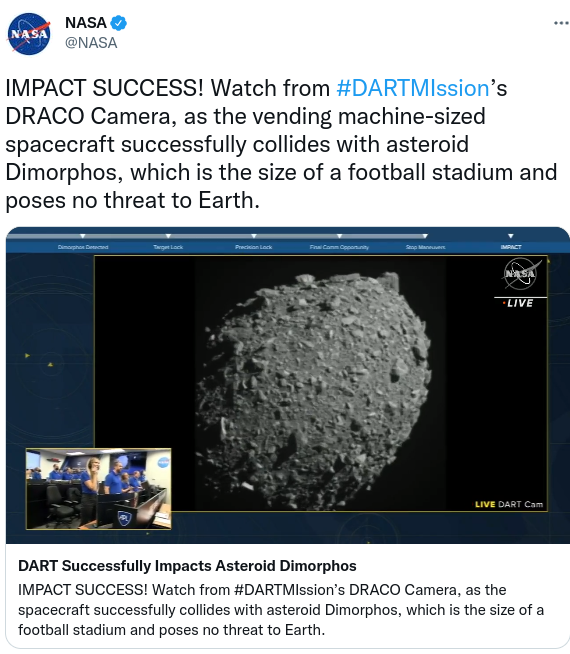 NASA
@NASA
NASA
IMPACT SUCCESS! Watch from #DARTMIssion’s
DRACO Camera, as the vending machine-sized
spacecraft successfully collides with asteroid
Dimorphos, which is the size of a football stadium and
poses no threat to Earth.
Dimorphos Detected Target Lock Precision Lock Final Comm Opportunity Stop Maneuvers IMPACT
NASA
LIVE
APL
LIVE DART Cam
DART Successfully Impacts Asteroid Dimorphos
IMPACT SUCCESS! Watch from #DARTMIssion’s DRACO Camera, as the
spacecraft successfully collides with asteroid Dimorphos, which is the size of a
football stadium and poses no threat to Earth.